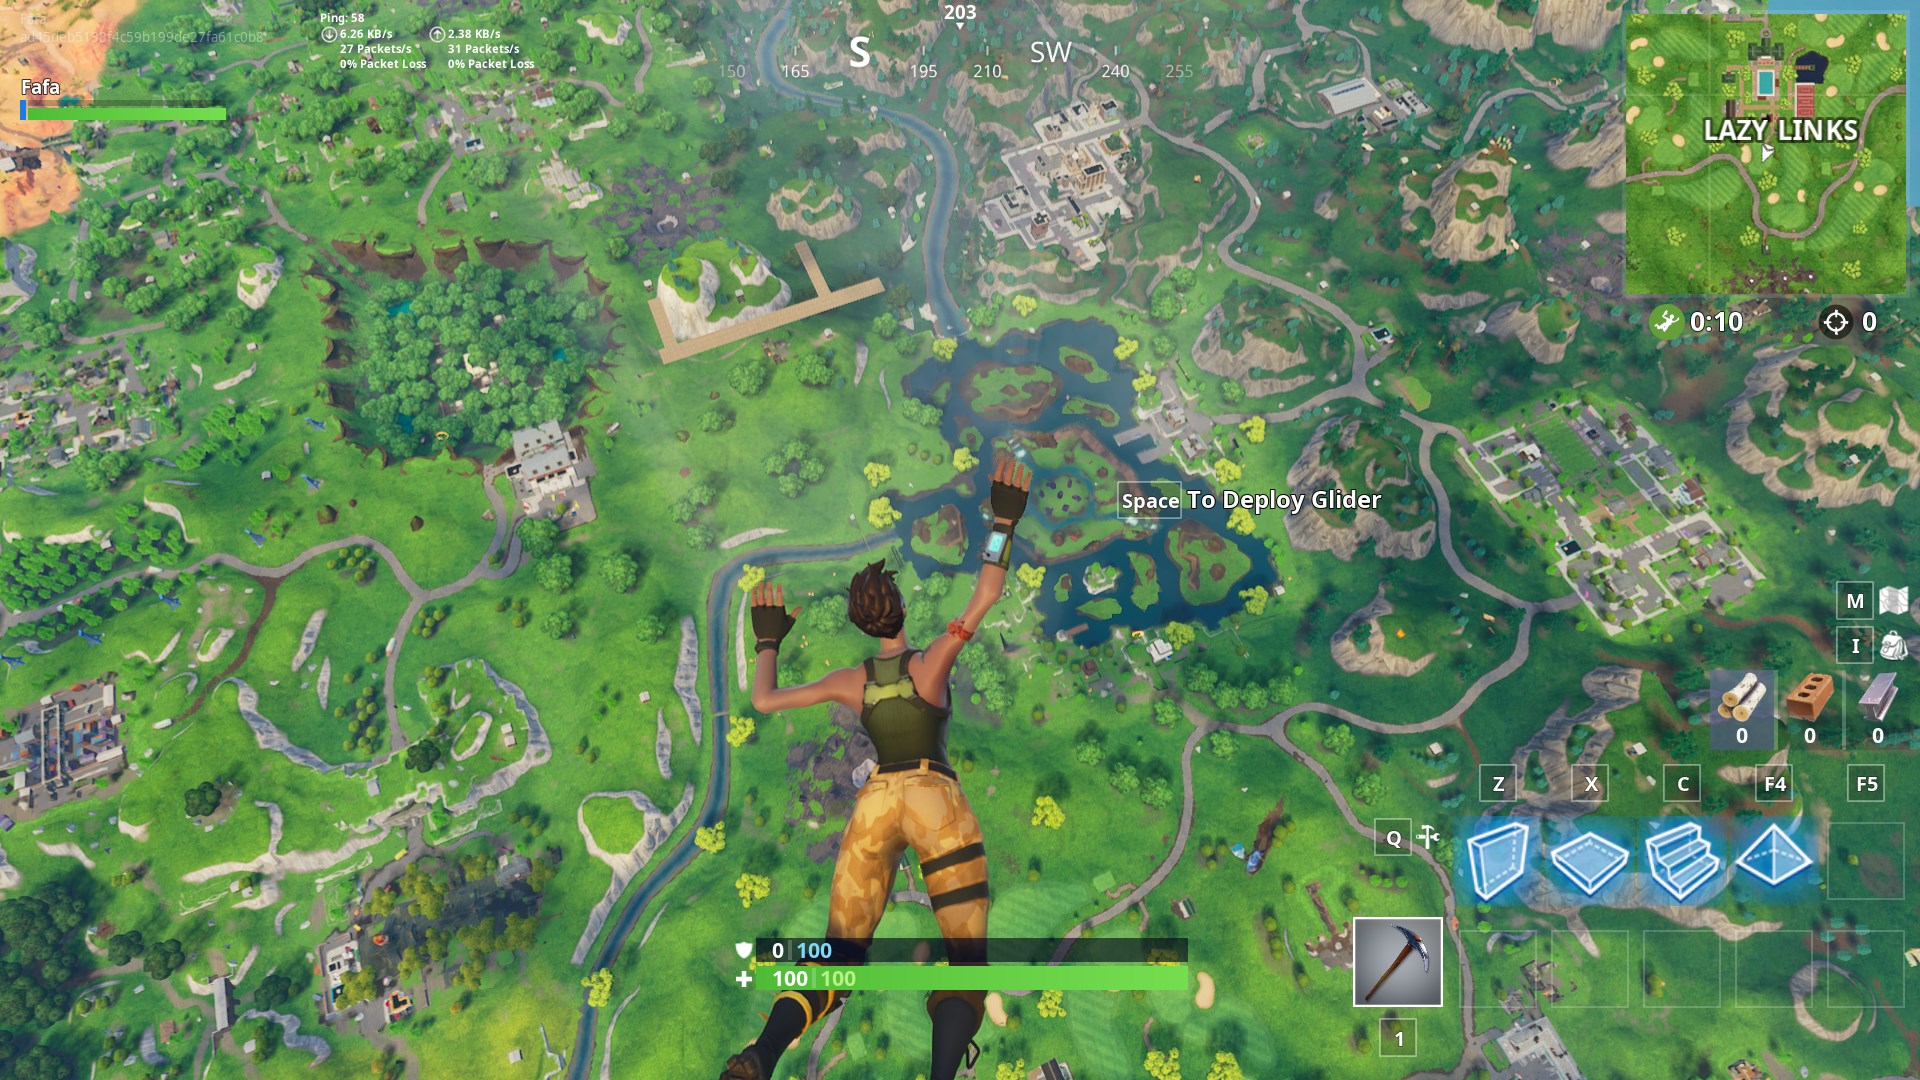 ad45deb5138f4c59b199de27fa61c0b8
Ping: 58
6.26 KB/s 2.38 KB/s
27 Packets/s 31 Packets/s
0% Packet Loss 0% Packet Loss
203
S SW
150 165 195 210 240 255
Fafa
LAZY LINKS
0:10 0
Space To Deploy Glider
M
I
0 0 0
Z X C F4 F5
Q
0 | 100
100 | 100
1